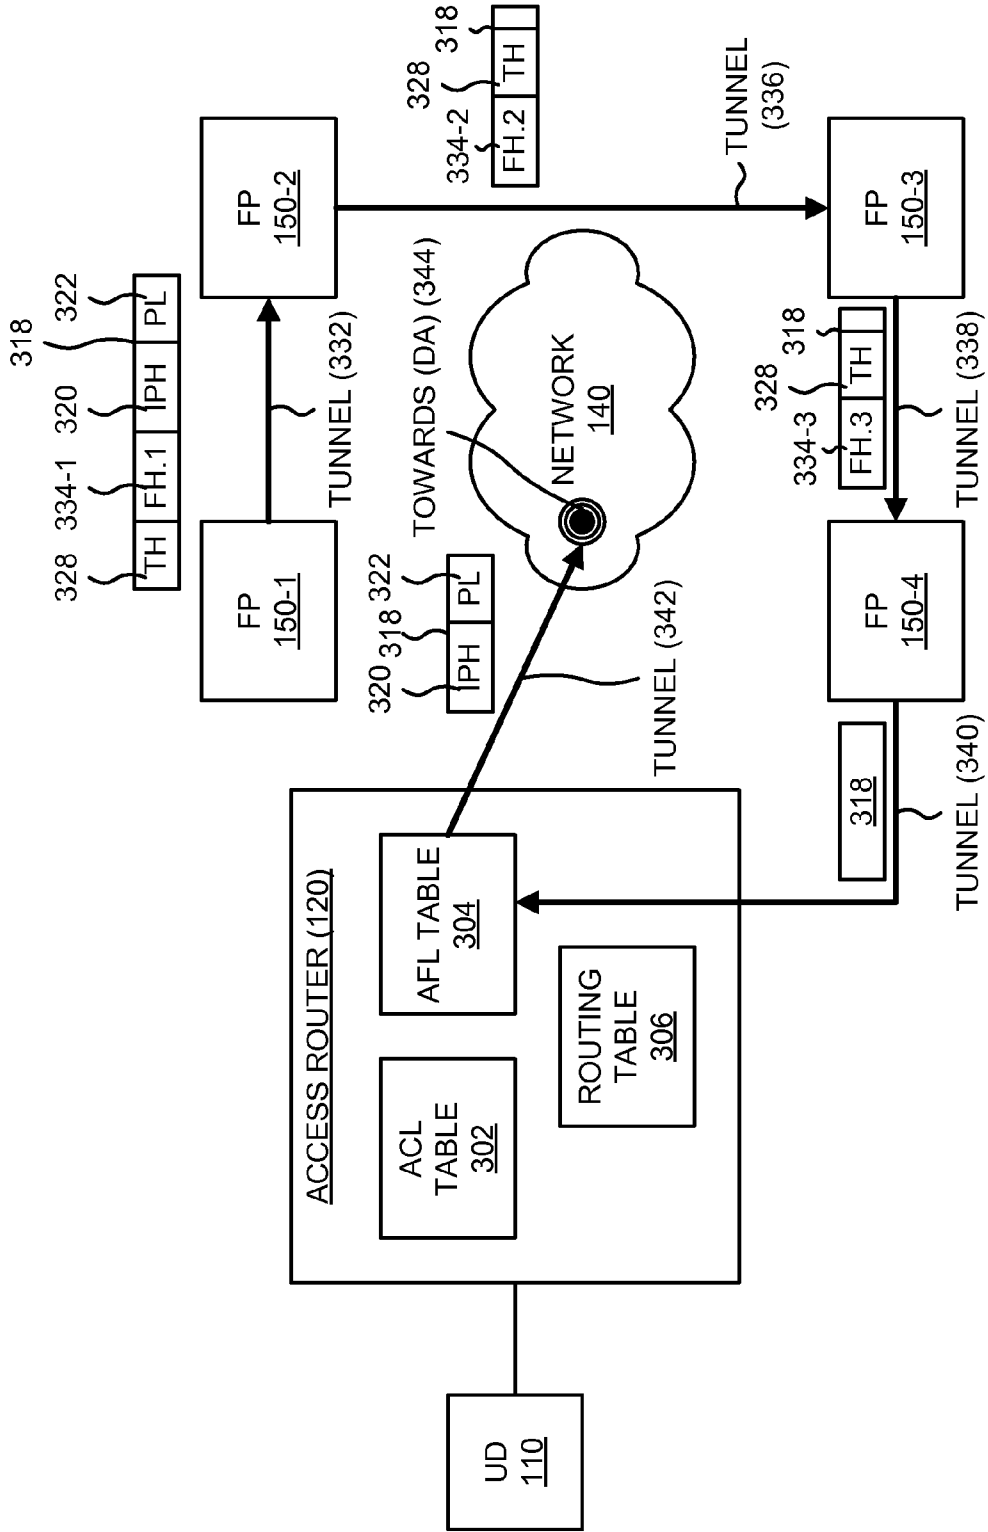 328
334-1
320
318
322
TH
FH.1
IPH
PL
FP
150-1
TUNNEL (332)
FP
150-2
334-2
328
318
FH.2
TH
TUNNEL
(336)
TOWARDS (DA) (344)
NETWORK
140
320
318
322
IPH
PL
TUNNEL (342)
ACCESS ROUTER (120)
ACL
TABLE
302
AFL TABLE
304
ROUTING
TABLE
306
UD
110
334-3
328
318
FH.3
TH
FP
150-3
TUNNEL (338)
FP
150-4
318
TUNNEL (340)